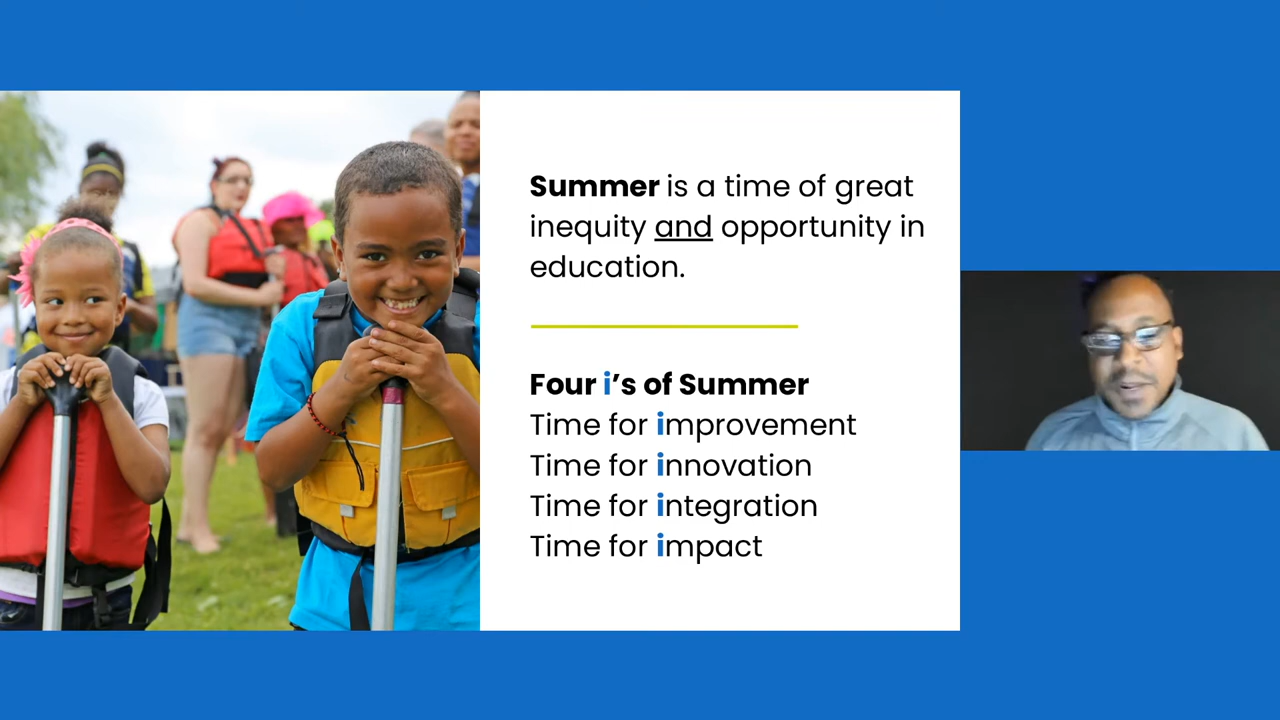 Summer is a time of great
inequity and opportunity in
education.
Four i’s of Summer
Time for improvement
Time for innovation
Time for integration
Time for impact